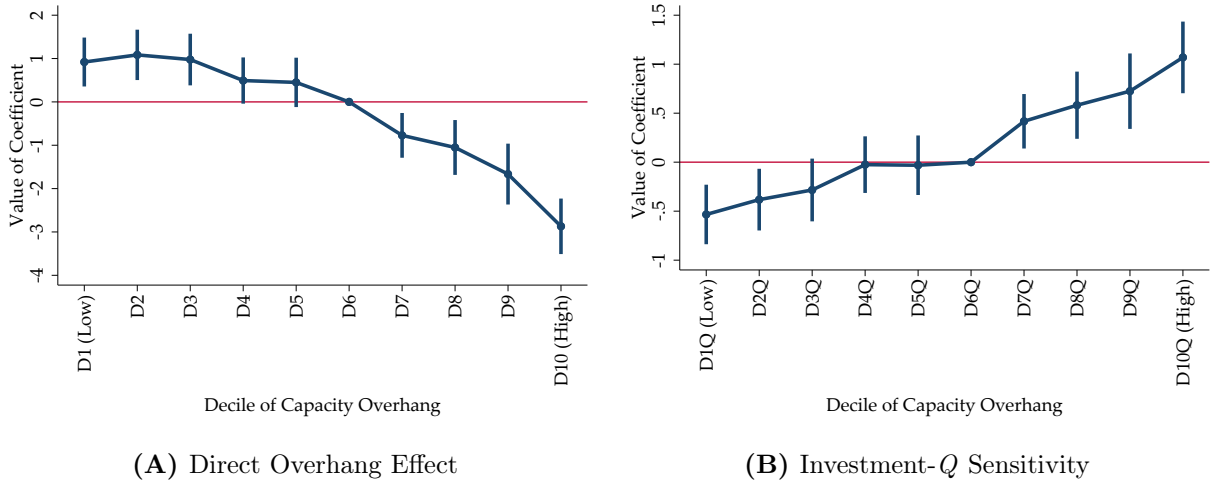 Value of Coefficient
2
1
0
-1
-2
-3
-4
D1 (Low)
D2
D3
D4
D5
D6
D7
D8
D9
D10 (High)
Decile of Capacity Overhang
(A) Direct Overhang Effect
Value of Coefficient
1.5
1
.5
0
-.5
-1
D1Q (Low)
D2Q
D3Q
D4Q
D5Q
D6Q
D7Q
D8Q
D9Q
D10Q (High)
Decile of Capacity Overhang
(B) Investment-Q Sensitivity